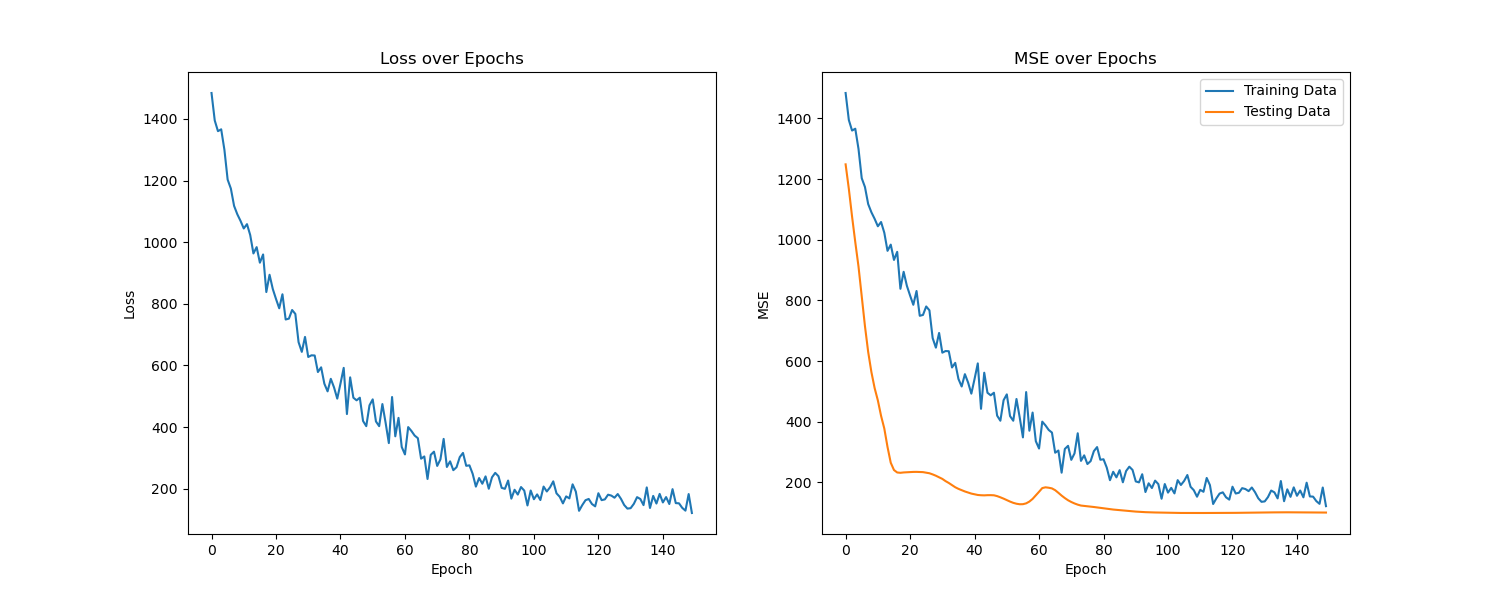 Loss over Epochs
Loss
1400
1200
1000
800
600
400
200
0 20 40 60 80 100 120 140
Epoch
MSE over Epochs
Training Data
Testing Data
MSE
1400
1200
1000
800
600
400
200
0 20 40 60 80 100 120 140
Epoch